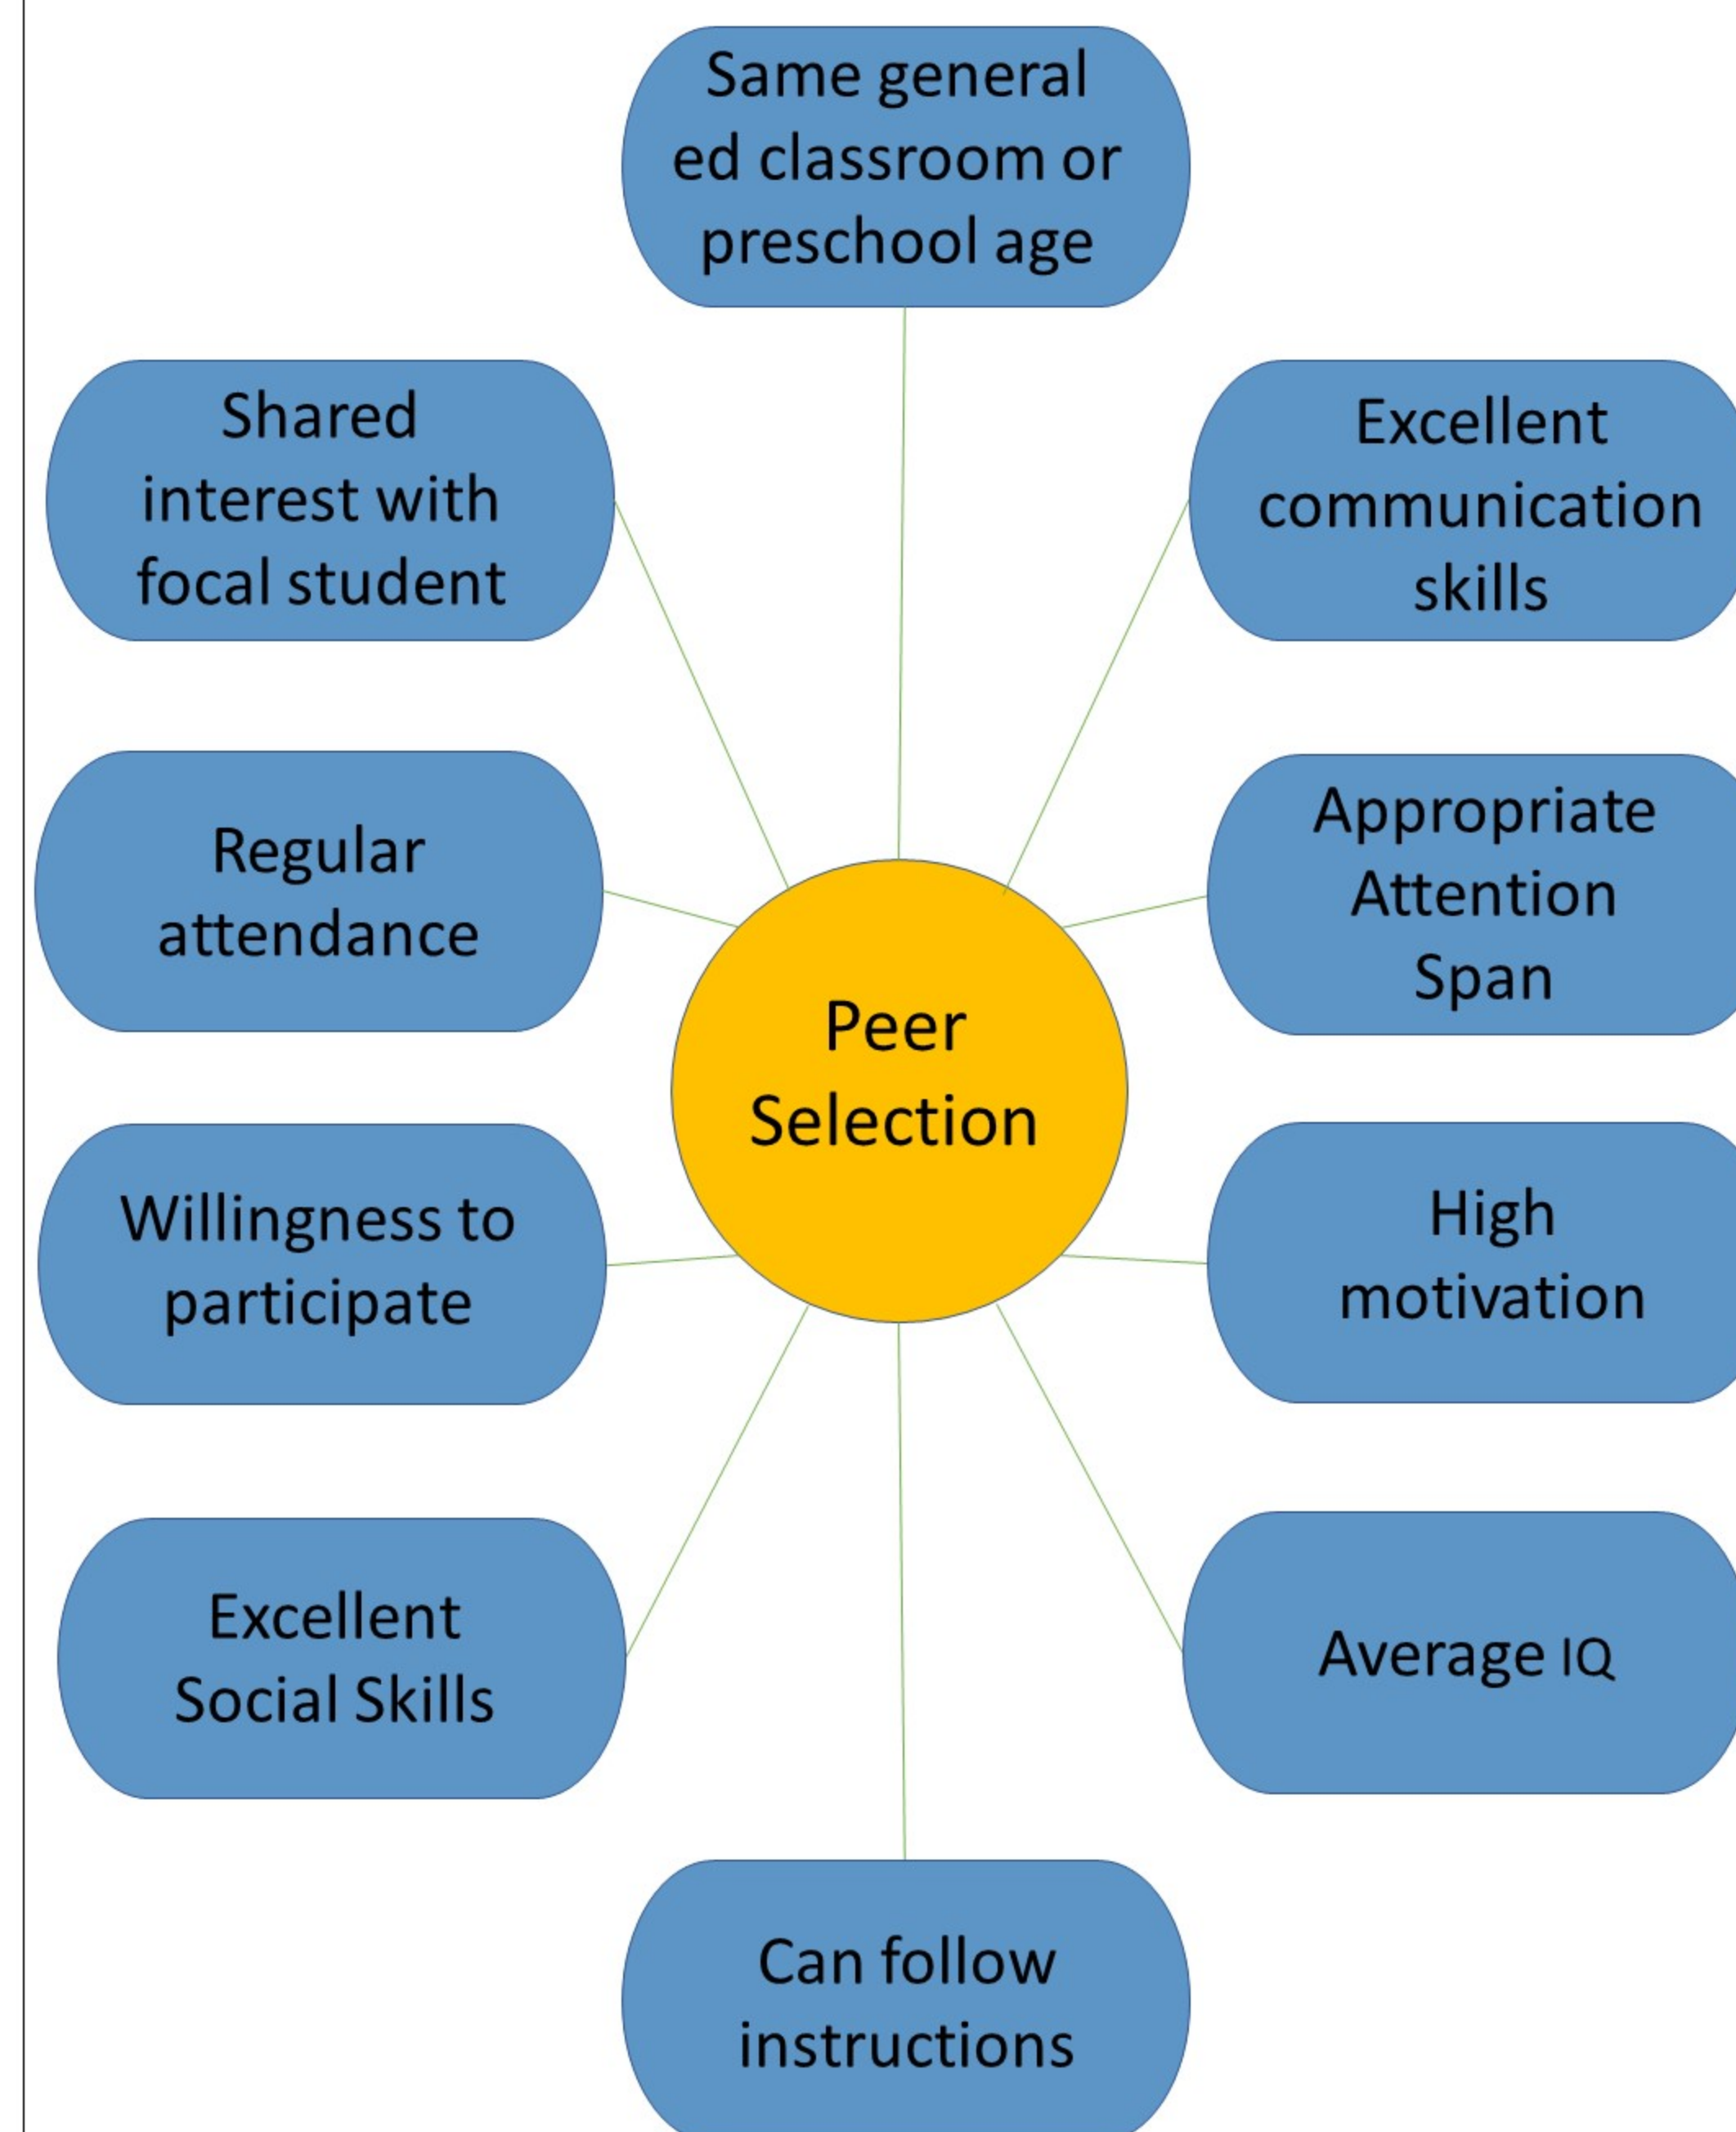 Same general
ed classroom or
preschool age
Shared
interest with
focal student
Excellent
communication
skills
Regular
attendance
Appropriate
Attention
Span
Peer
Selection
Willingness to
participate
High
motivation
Excellent
Social Skills
Average IQ
Can follow
instructions